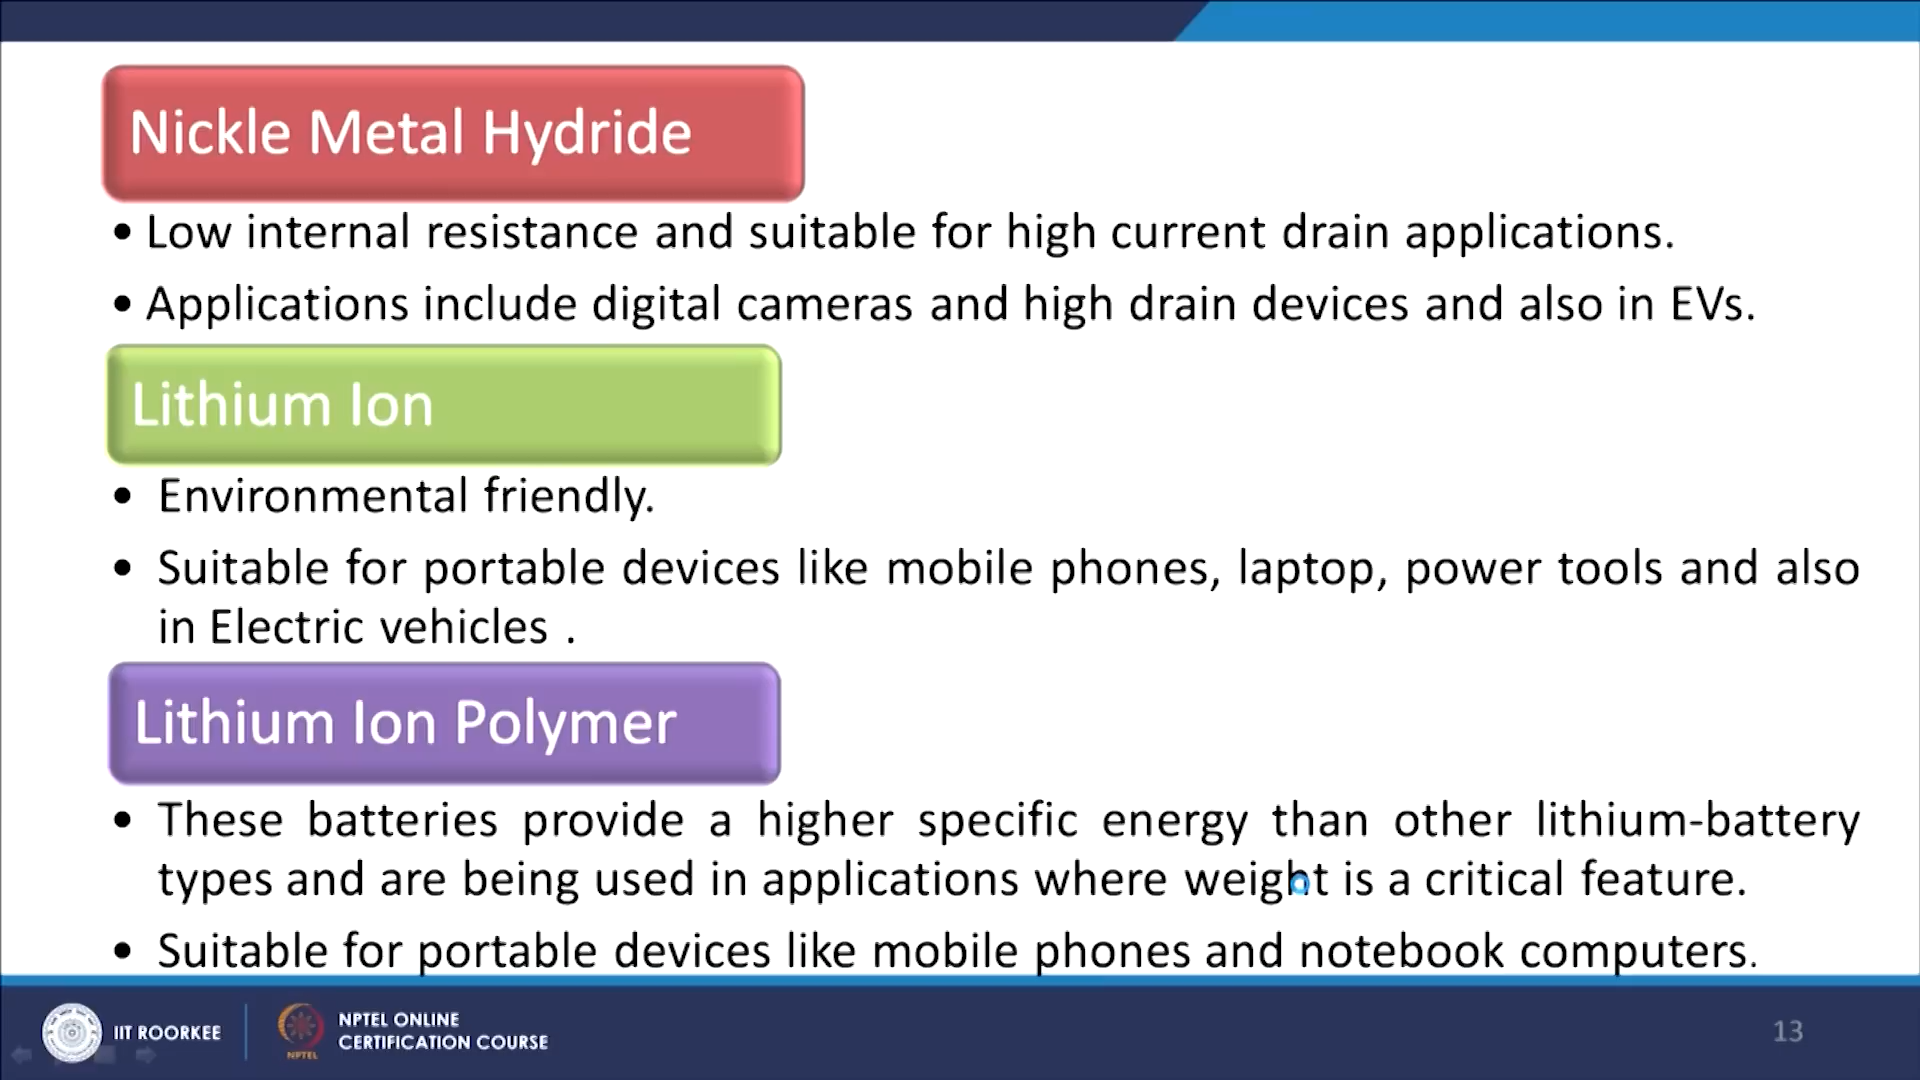 Nickle Metal Hydride
• Low internal resistance and suitable for high current drain applications.
• Applications include digital cameras and high drain devices and also in EVs.
Lithium Ion
• Environmental friendly.
• Suitable for portable devices like mobile phones, laptop, power tools and also
in Electric vehicles .
Lithium Ion Polymer
• These batteries provide a higher specific energy than other lithium-battery
types and are being used in applications where weight is a critical feature.
• Suitable for portable devices like mobile phones and notebook computers.
IIT ROORKEE
NPTEL
NPTEL ONLINE
CERTIFICATION COURSE
13